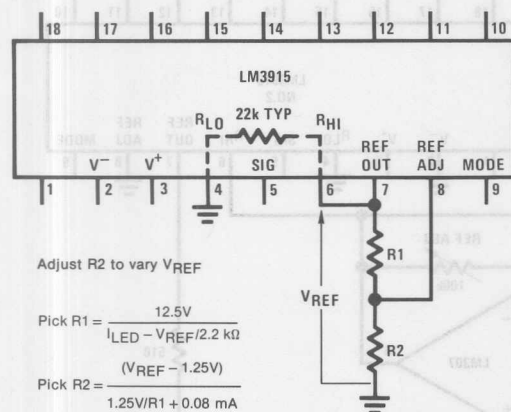 18 17 16 15 14 13 12 11 10
LM3915
22k TYP
RLO RHI
REF OUT REF ADJ
V− V+ SIG MODE
1 2 3 4 5 6 7 8 9
Adjust R2 to vary VREF
R1
VREF
Pick R1 = 12.5V / ILED − VREF/2.2 kΩ
R2
Pick R2 = (VREF − 1.25V) / 1.25V/R1 + 0.08 mA